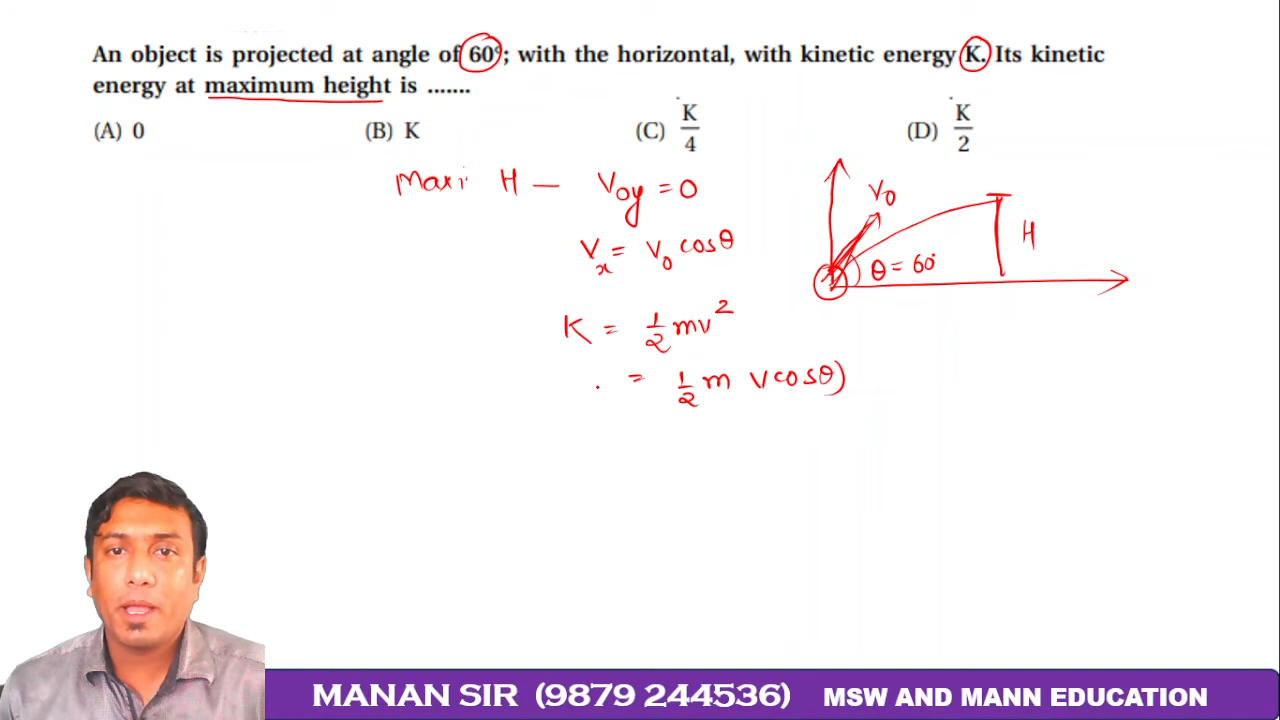 An object is projected at angle of 60°; with the horizontal, with kinetic energy K. Its kinetic
energy at maximum height is .......
(A) 0 (B) K (C) K/4 (D) K/2
Maxi H — V₀y = 0
Vₓ = V₀ cosθ
K = ½ mv²
= ½ m Vcosθ)
V₀
θ = 60°
H
MANAN SIR (9879 244536) MSW AND MANN EDUCATION